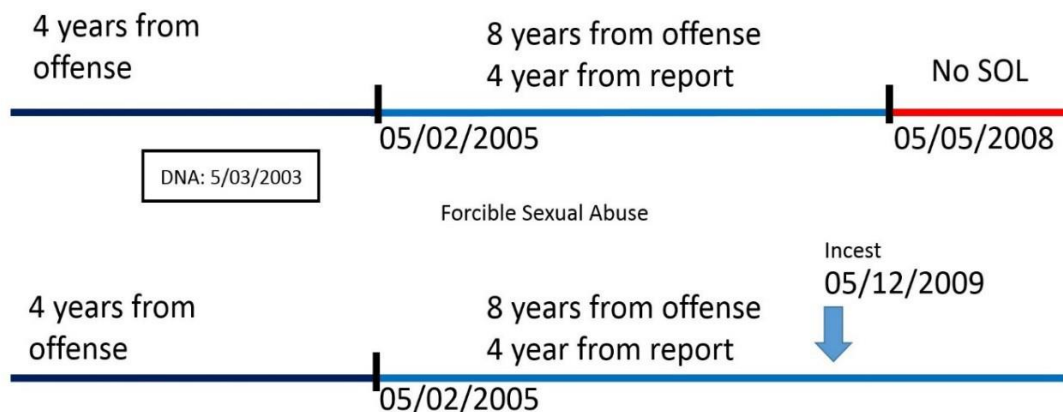 4 years from
offense
8 years from offense
4 year from report
No SOL
05/02/2005
05/05/2008
DNA: 5/03/2003
Forcible Sexual Abuse
Incest
05/12/2009
4 years from
offense
8 years from offense
4 year from report
05/02/2005